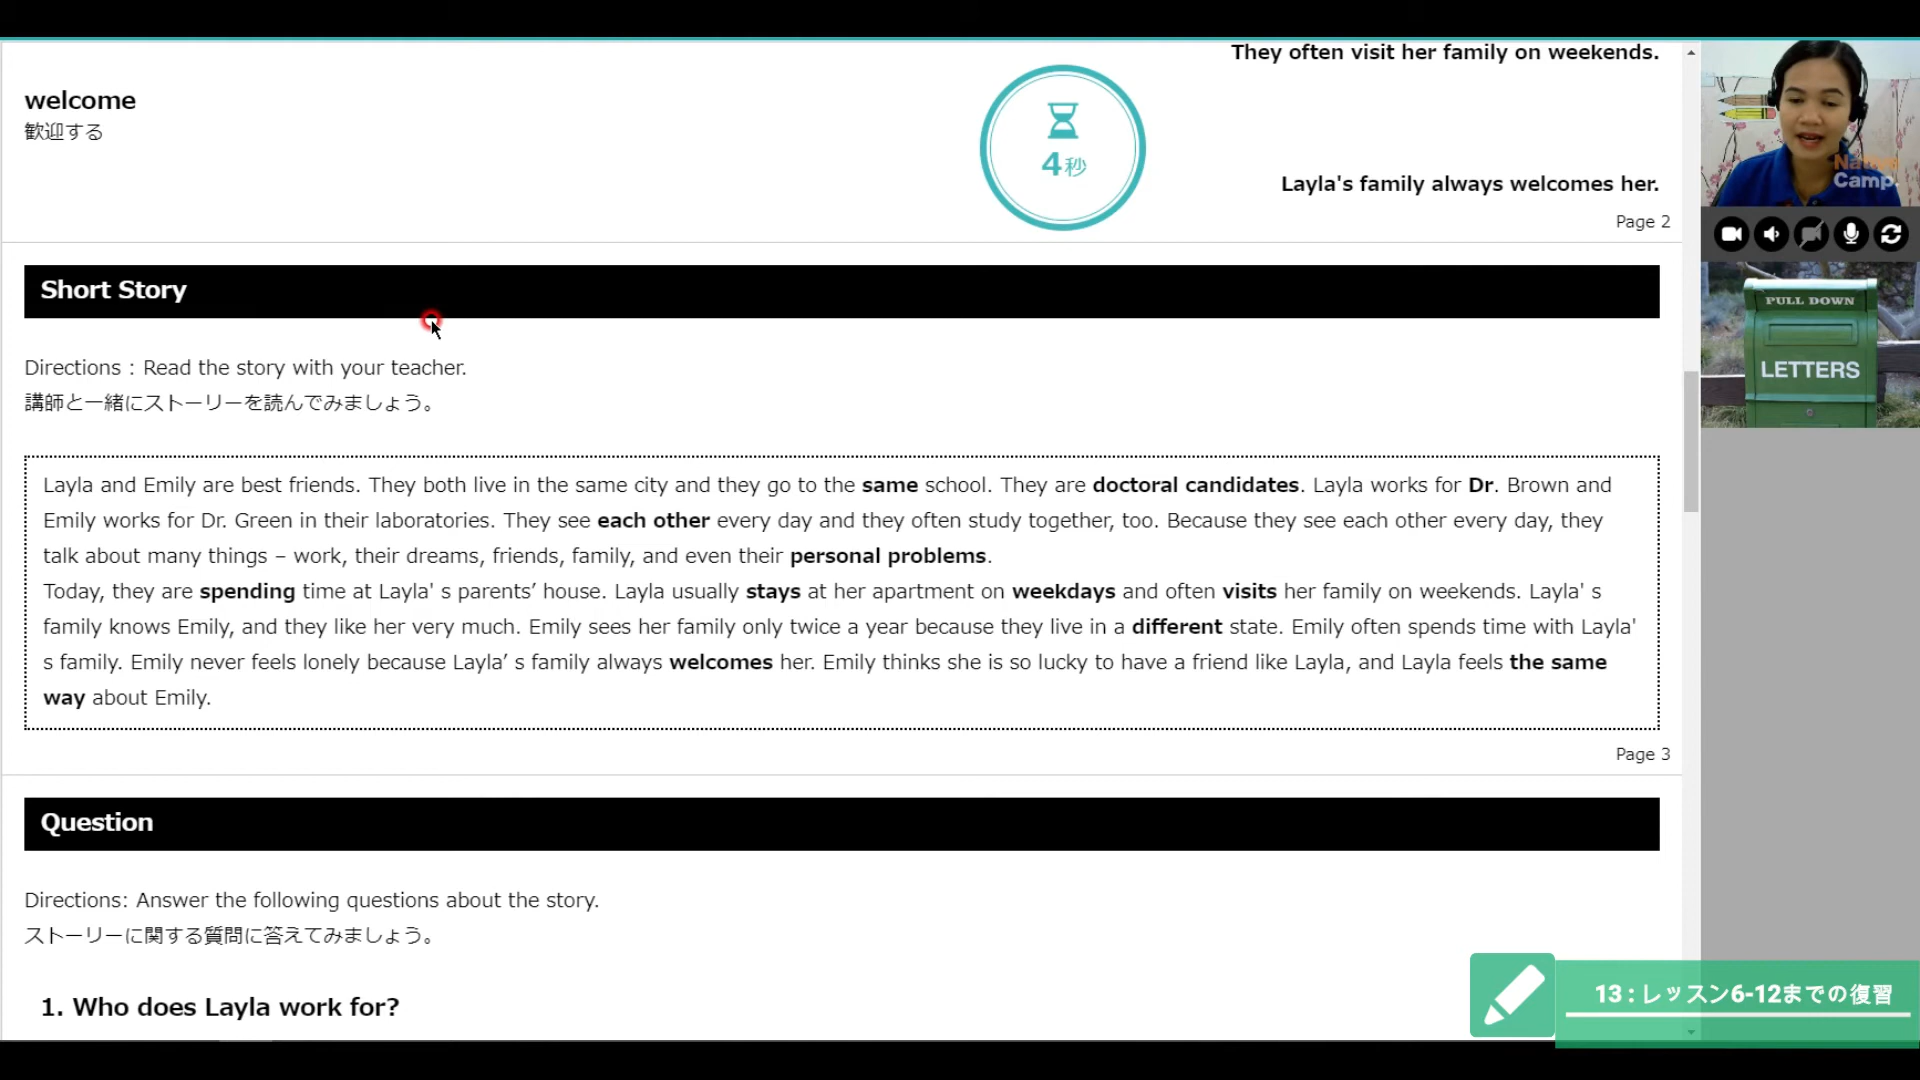 They often visit her family on weekends.
welcome
歓迎する
4秒
Layla's family always welcomes her.
Page 2
Short Story
Directions : Read the story with your teacher.
講師と一緒にストーリーを読んでみましょう。
Layla and Emily are best friends. They both live in the same city and they go to the same school. They are doctoral candidates. Layla works for Dr. Brown and
Emily works for Dr. Green in their laboratories. They see each other every day and they often study together, too. Because they see each other every day, they
talk about many things – work, their dreams, friends, family, and even their personal problems.
Today, they are spending time at Layla' s parents’ house. Layla usually stays at her apartment on weekdays and often visits her family on weekends. Layla' s
family knows Emily, and they like her very much. Emily sees her family only twice a year because they live in a different state. Emily often spends time with Layla'
s family. Emily never feels lonely because Layla’ s family always welcomes her. Emily thinks she is so lucky to have a friend like Layla, and Layla feels the same
way about Emily.
Page 3
Question
Directions: Answer the following questions about the story.
ストーリーに関する質問に答えてみましょう。
1. Who does Layla work for?
Native
Camp.
PULL DOWN
LETTERS
13 : レッスン6-12までの復習